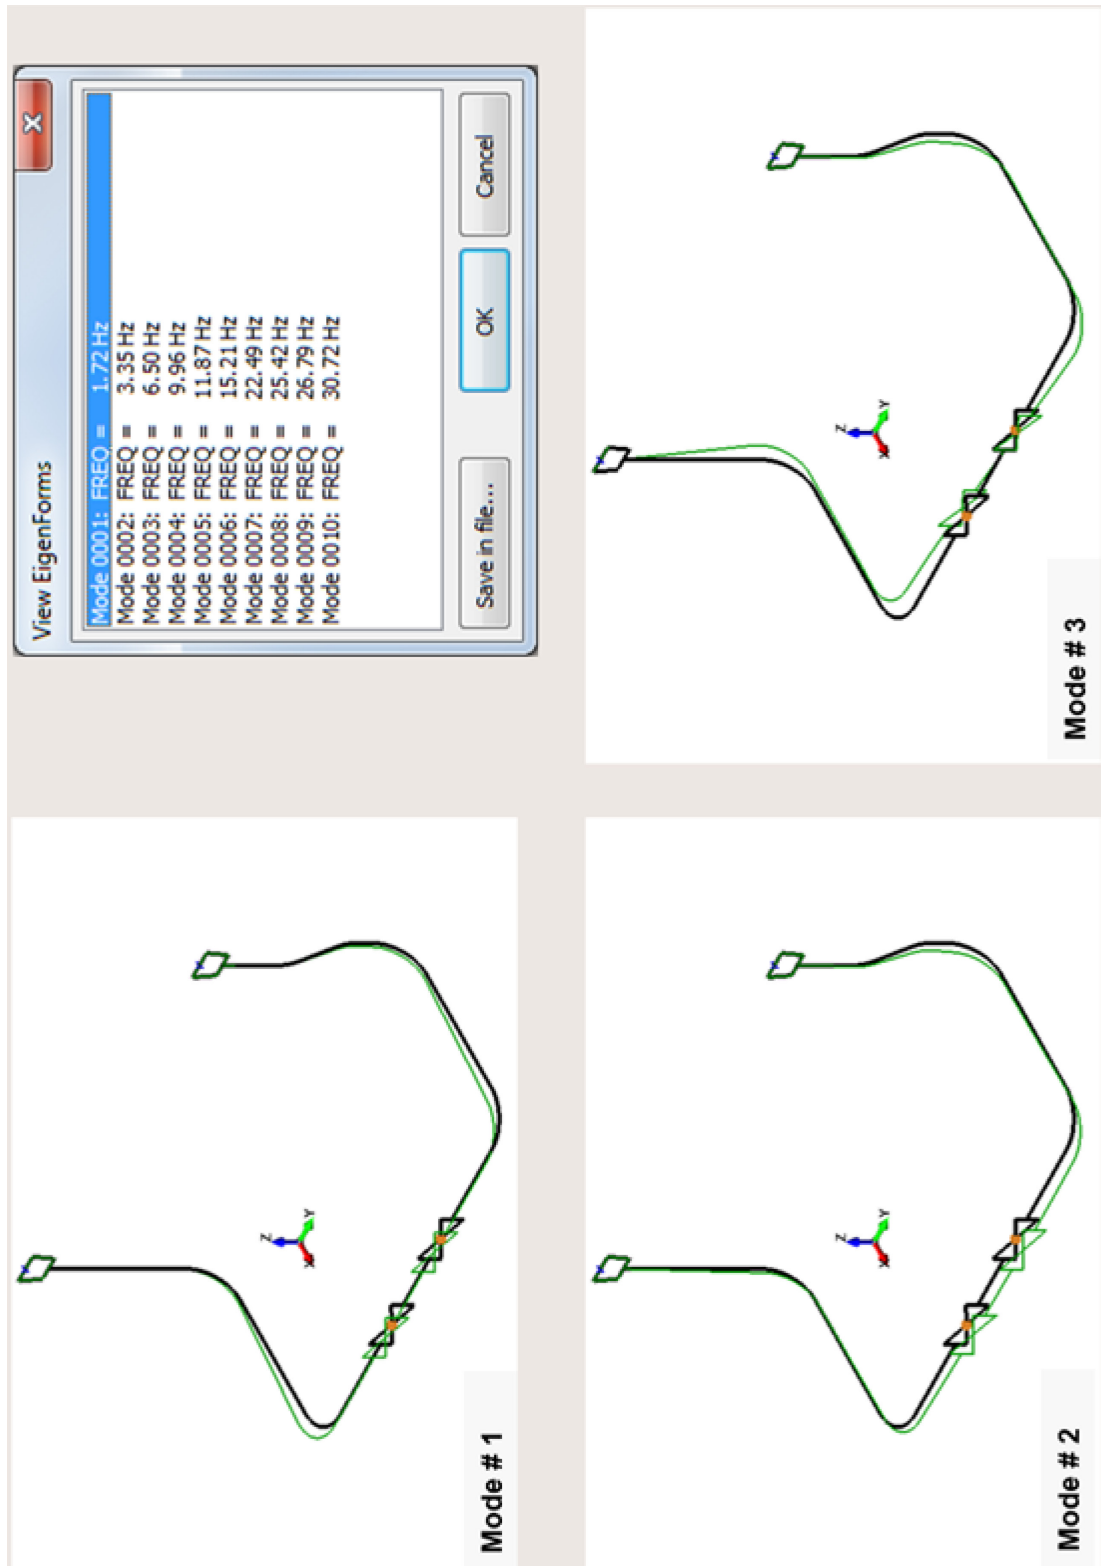 View EigenForms
X
Mode 0001: FREQ = 1.72 Hz
Mode 0002: FREQ = 3.35 Hz
Mode 0003: FREQ = 6.50 Hz
Mode 0004: FREQ = 9.96 Hz
Mode 0005: FREQ = 11.87 Hz
Mode 0006: FREQ = 15.21 Hz
Mode 0007: FREQ = 22.49 Hz
Mode 0008: FREQ = 25.42 Hz
Mode 0009: FREQ = 26.79 Hz
Mode 0010: FREQ = 30.72 Hz
Save in file...
OK
Cancel
Z
X
Y
Mode # 1
Z
X
Y
Mode # 2
Z
X
Y
Mode # 3